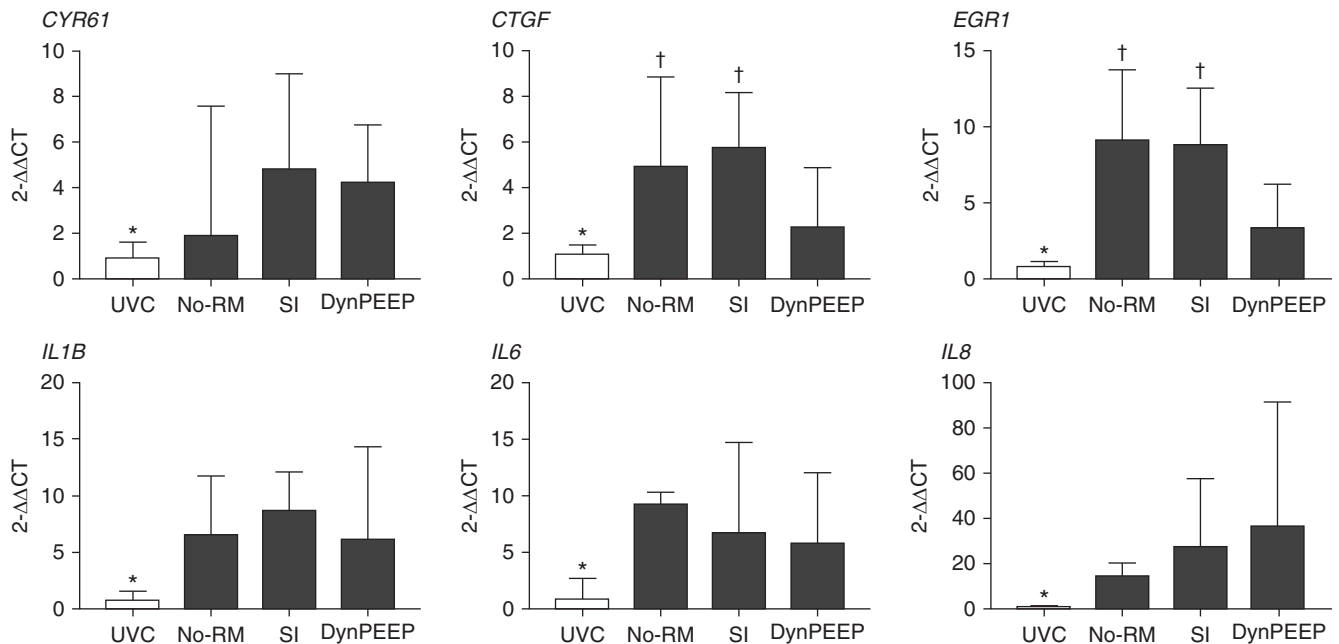 CYR61
10
8
6
4
2
0
2-ΔΔCT
*
UVC No-RM SI DynPEEP
CTGF
10
8
6
4
2
0
2-ΔΔCT
*
†
†
UVC No-RM SI DynPEEP
EGR1
15
10
5
0
2-ΔΔCT
*
†
†
UVC No-RM SI DynPEEP
IL1B
20
15
10
5
0
2-ΔΔCT
*
UVC No-RM SI DynPEEP
IL6
20
15
10
5
0
2-ΔΔCT
*
UVC No-RM SI DynPEEP
IL8
100
80
60
40
20
0
2-ΔΔCT
*
UVC No-RM SI DynPEEP